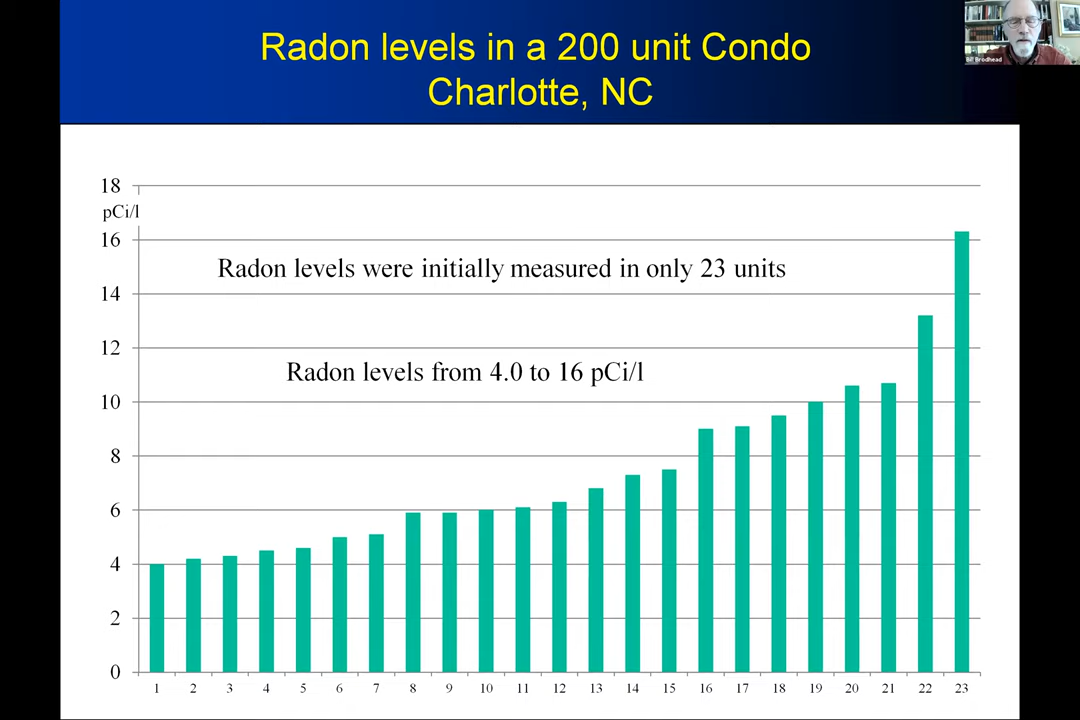 Radon levels in a 200 unit Condo
Charlotte, NC
Bill Brodhead
18
pCi/l
16
Radon levels were initially measured in only 23 units
14
12
Radon levels from 4.0 to 16 pCi/l
10
8
6
4
2
0
1 2 3 4 5 6 7 8 9 10 11 12 13 14 15 16 17 18 19 20 21 22 23